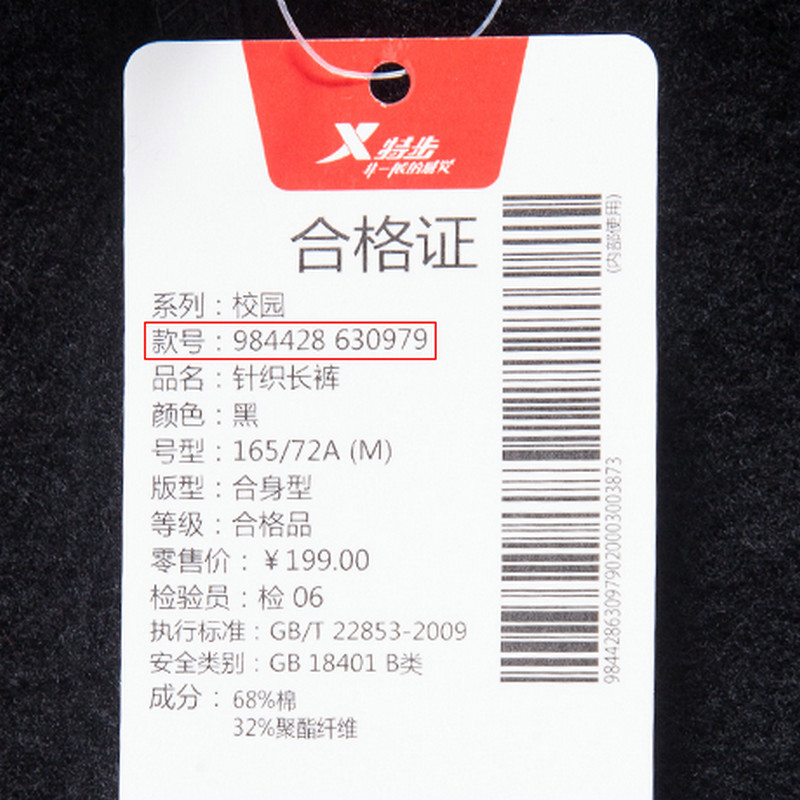 X 特步
合格证
(内部使用)
系列：校园
款号：984428 630979
品名：针织长裤
颜色：黑
号型：165/72A (M)
版型：合身型
等级：合格品
零售价：￥199.00
检验员：检 06
执行标准：GB/T 22853-2009
安全类别：GB 18401 B类
成分：68%棉
32%聚酯纤维
9844286309790200030038​73